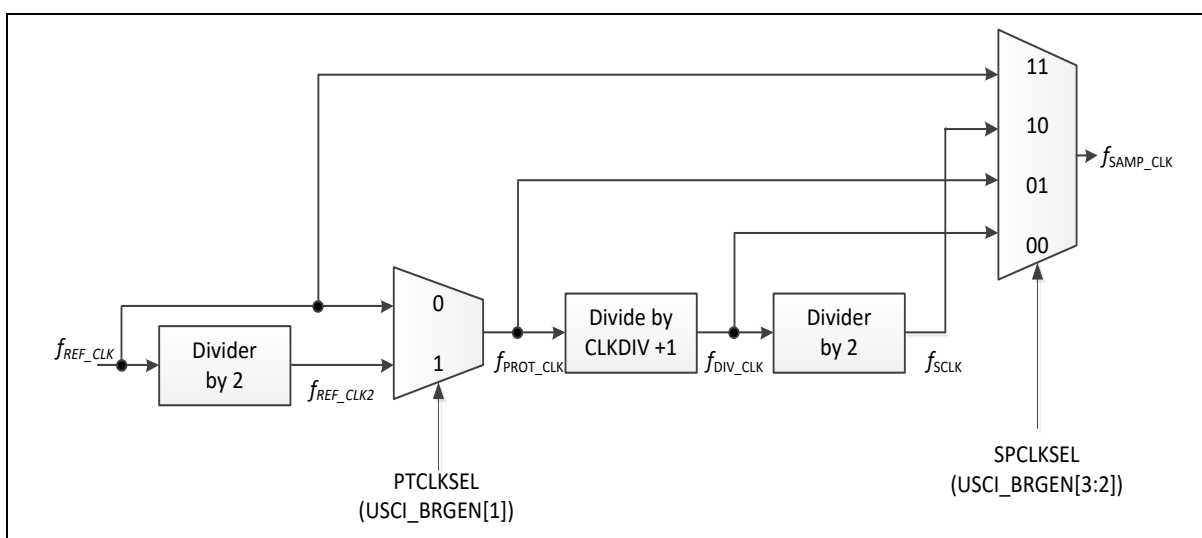 11
10
01
00
fSAMP_CLK
0
1
fREF_CLK
Divider
by 2
fREF_CLK2
fPROT_CLK
Divide by
CLKDIV +1
fDIV_CLK
Divider
by 2
fSCLK
PTCLKSEL
(USCI_BRGEN[1])
SPCLKSEL
(USCI_BRGEN[3:2])